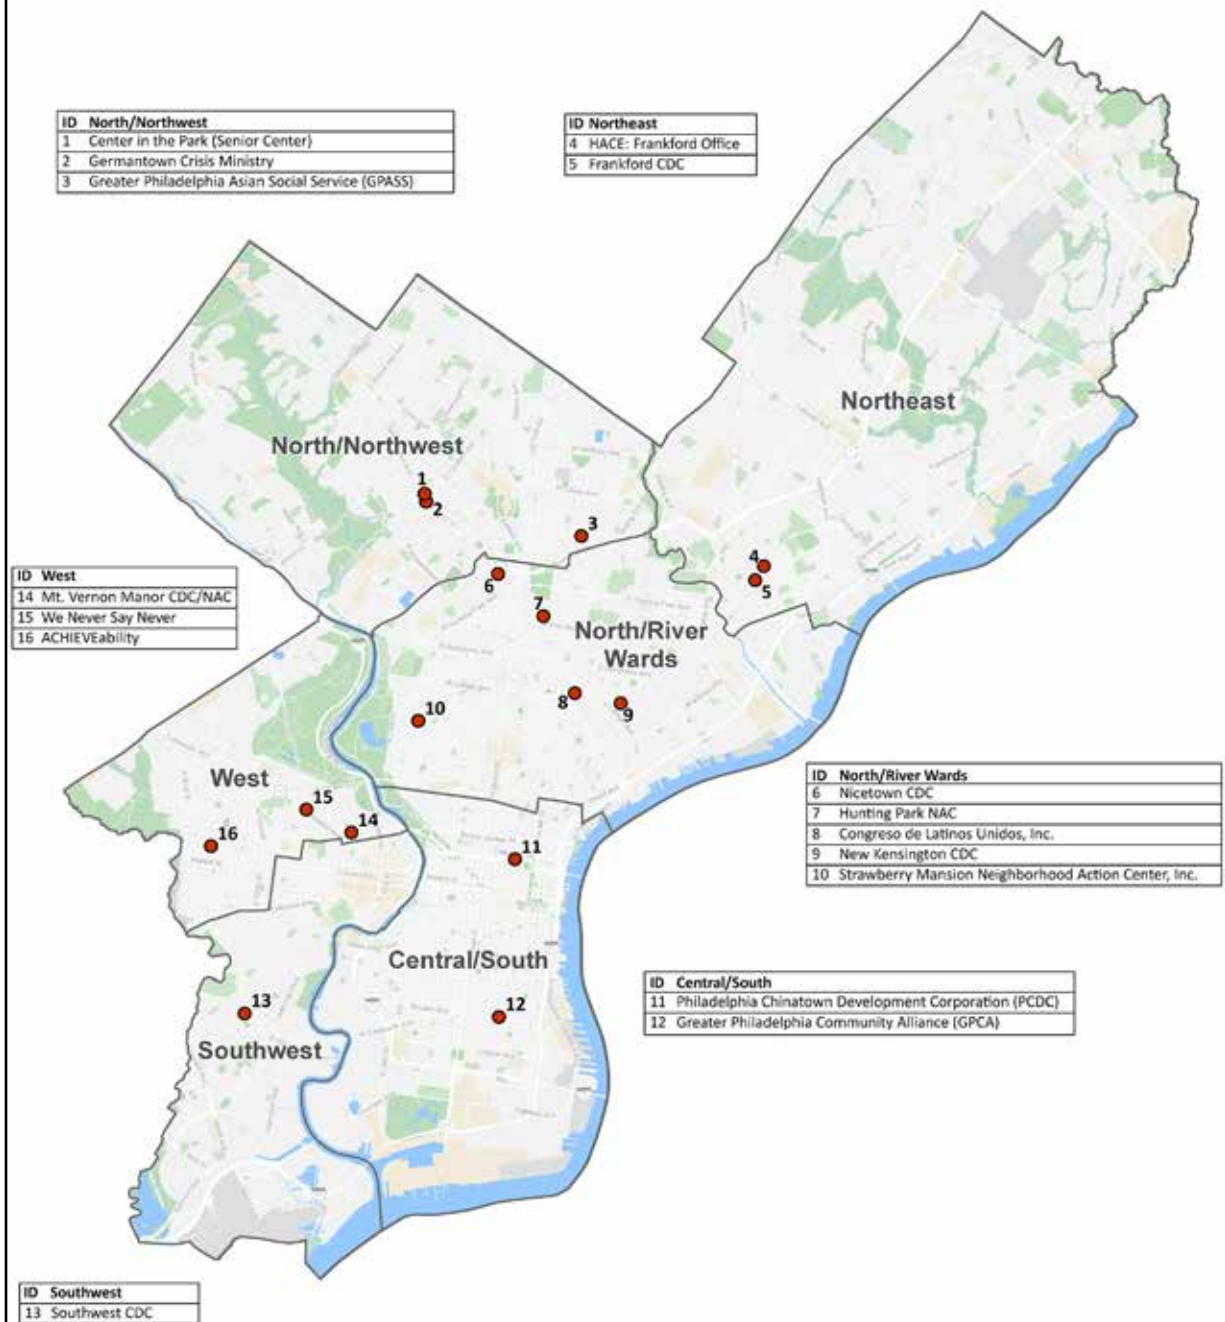 ID North/Northwest
1 Center in the Park (Senior Center)
2 Germantown Crisis Ministry
3 Greater Philadelphia Asian Social Service (GPASS)
ID Northeast
4 HACE: Frankford Office
5 Frankford CDC
Northeast
North/Northwest
1
2
3
4
5
ID West
14 Mt. Vernon Manor CDC/NAC
15 We Never Say Never
16 ACHIEVEability
6
7
North/River
Wards
8
9
10
West
15
14
16
11
ID North/River Wards
6 Nicetown CDC
7 Hunting Park NAC
8 Congreso de Latinos Unidos, Inc.
9 New Kensington CDC
10 Strawberry Mansion Neighborhood Action Center, Inc.
Central/South
12
13
Southwest
ID Central/South
11 Philadelphia Chinatown Development Corporation (PCDC)
12 Greater Philadelphia Community Alliance (GPCA)
ID Southwest
13 Southwest CDC